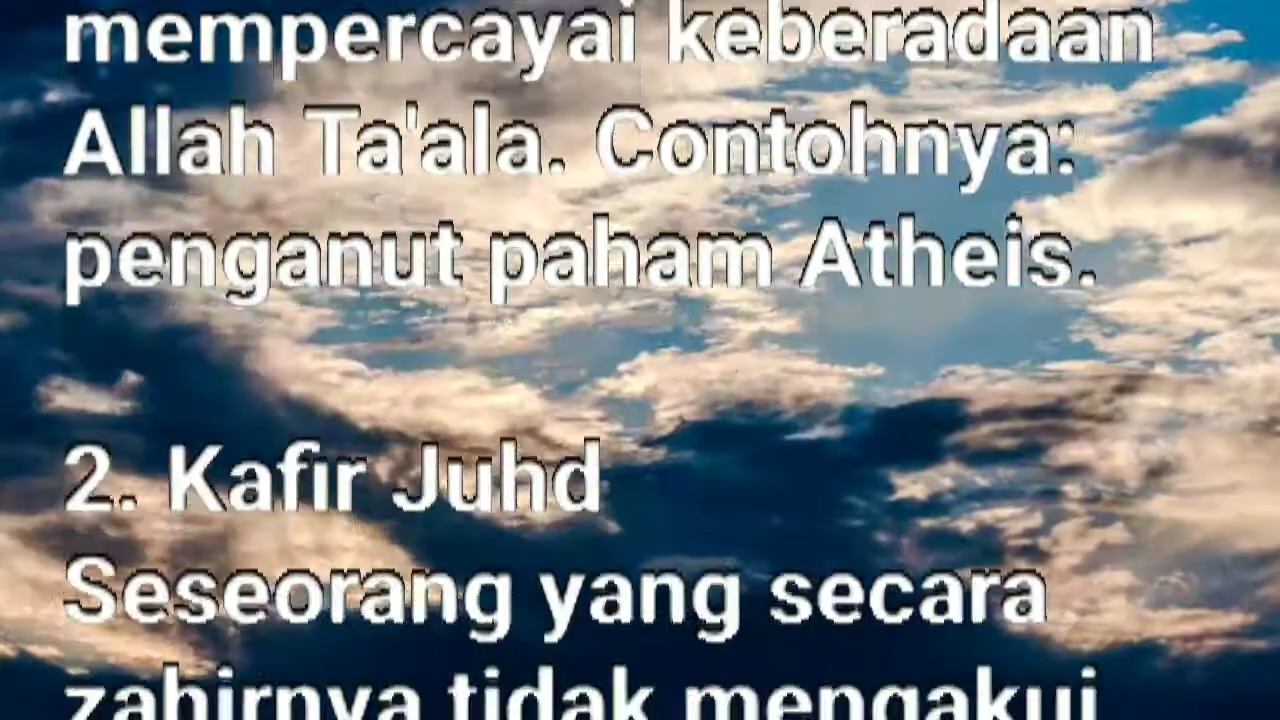 mempercayai keberadaan
Allah Ta'ala. Contohnya:
penganut paham Atheis.
2. Kafir Juhd
Seseorang yang secara
zahirnya tidak mengakui